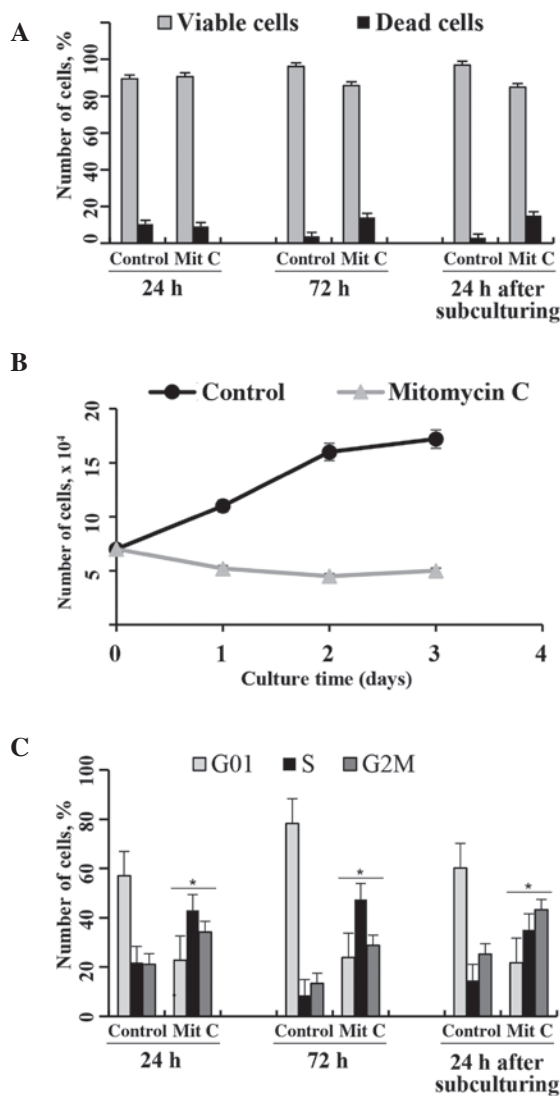 A
Viable cells Dead cells
Number of cells, %
100
80
60
40
20
0
Control Mit C Control Mit C Control Mit C
24 h 72 h 24 h after
subculturing
B
Control Mitomycin C
Number of cells, x 10⁴
20
15
10
5
0 1 2 3 4
Culture time (days)
C
G01 S G2M
Number of cells, %
100
80
60
40
20
0
* * *
Control Mit C Control Mit C Control Mit C
24 h 72 h 24 h after
subculturing